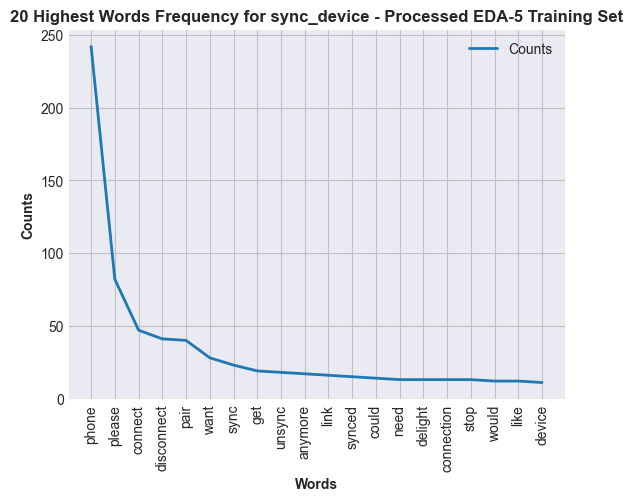 20 Highest Words Frequency for sync_device - Processed EDA-5 Training Set
Counts
250
200
150
100
50
0
Counts
phone
please
connect
disconnect
pair
want
sync
get
unsync
anymore
link
synced
could
need
delight
connection
stop
would
like
device
Words